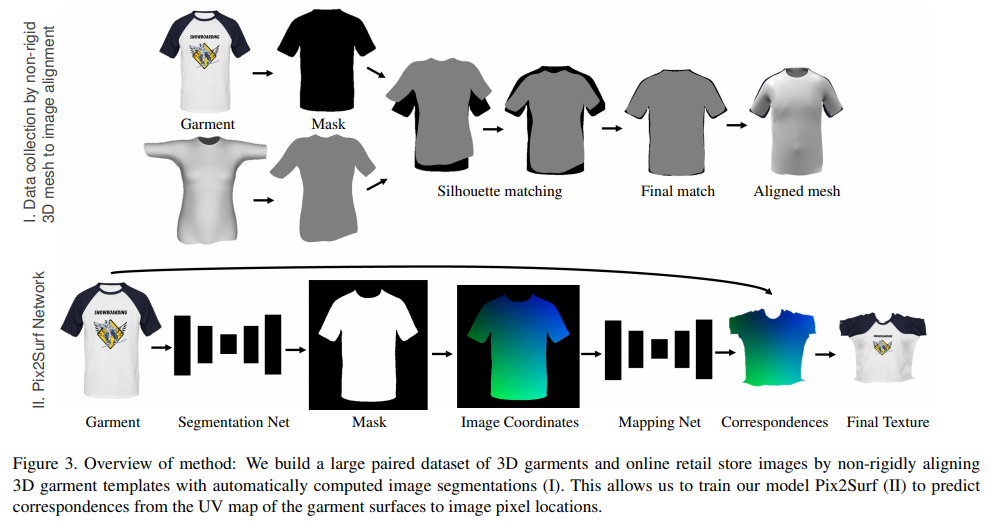 I. Data collection by non-rigid
3D mesh to image alignment
SNOWBOARDING
Garment
Mask
Silhouette matching
Final match
Aligned mesh
II. Pix2Surf Network
SNOWBOARDING
SNOWBOARDING
Garment
Segmentation Net
Mask
Image Coordinates
Mapping Net
Correspondences
Final Texture
Figure 3. Overview of method: We build a large paired dataset of 3D garments and online retail store images by non-rigidly aligning
3D garment templates with automatically computed image segmentations (I). This allows us to train our model Pix2Surf (II) to predict
correspondences from the UV map of the garment surfaces to image pixel locations.